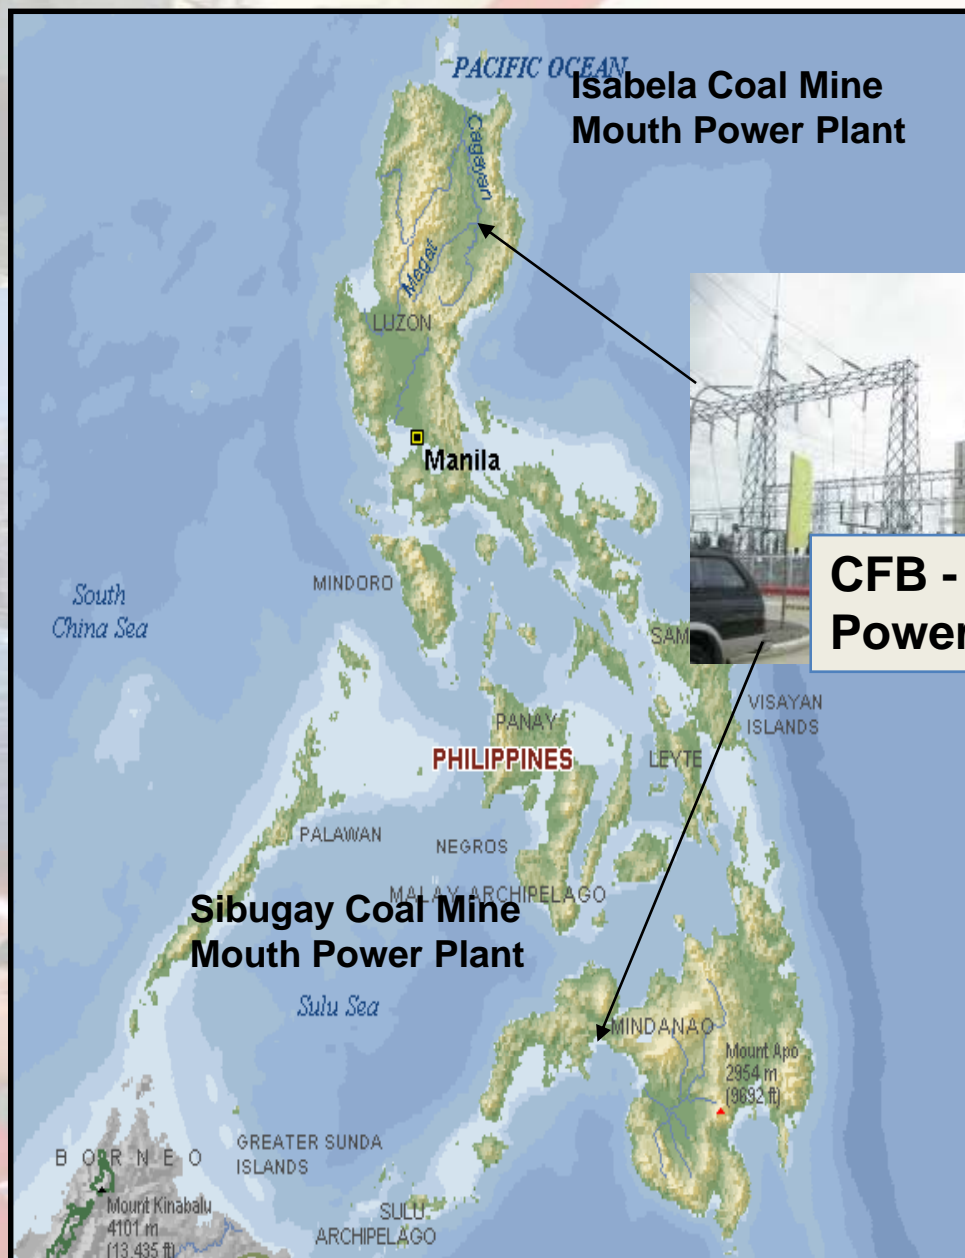 PACIFIC OCEAN
Isabela Coal Mine
Mouth Power Plant
Cagayan
Magat
LUZON
Manila
MINDORO
South
China Sea
CFB -
Power
SAM
VISAYAN
ISLANDS
PANAY
PHILIPPINES
LEYTE
PALAWAN
NEGROS
MALAY ARCHIPELAGO
Sibugay Coal Mine
Mouth Power Plant
Sulu Sea
MINDANAO
Mount Apo
2954 m
(9692 ft)
GREATER SUNDA
ISLANDS
BORNEO
Mount Kinabalu
4101 m
(13,435 ft)
SULU
ARCHIPELAGO